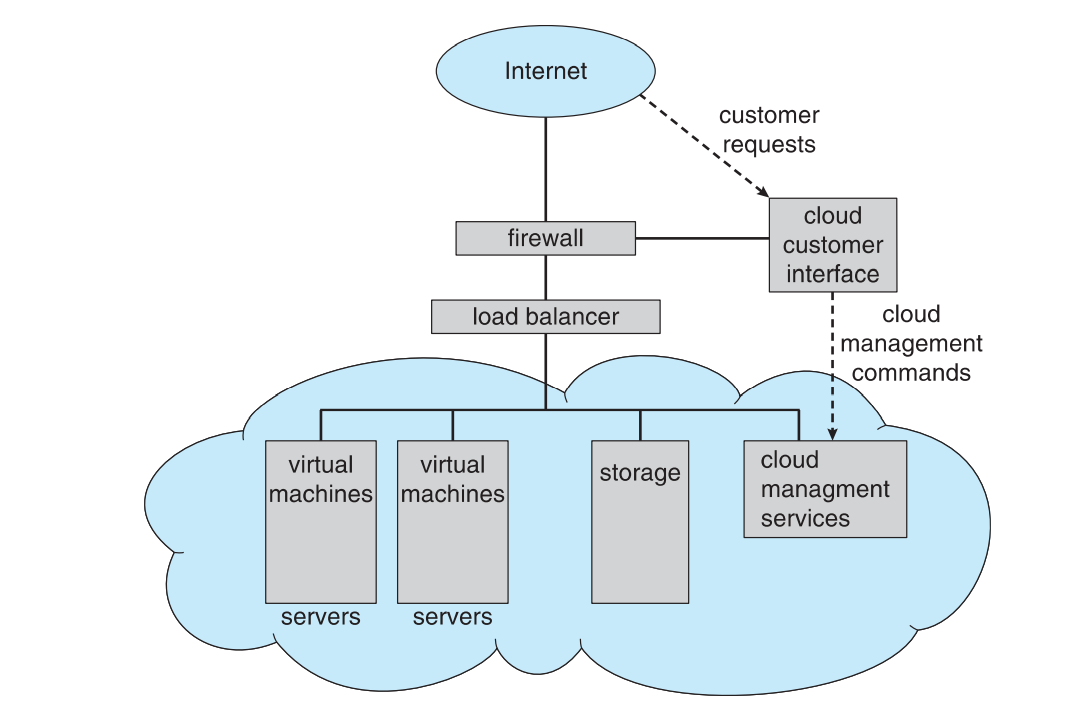 Internet
customer
requests
cloud
customer
interface
firewall
load balancer
cloud
management
commands
virtual
machines
virtual
machines
storage
cloud
managment
services
servers
servers